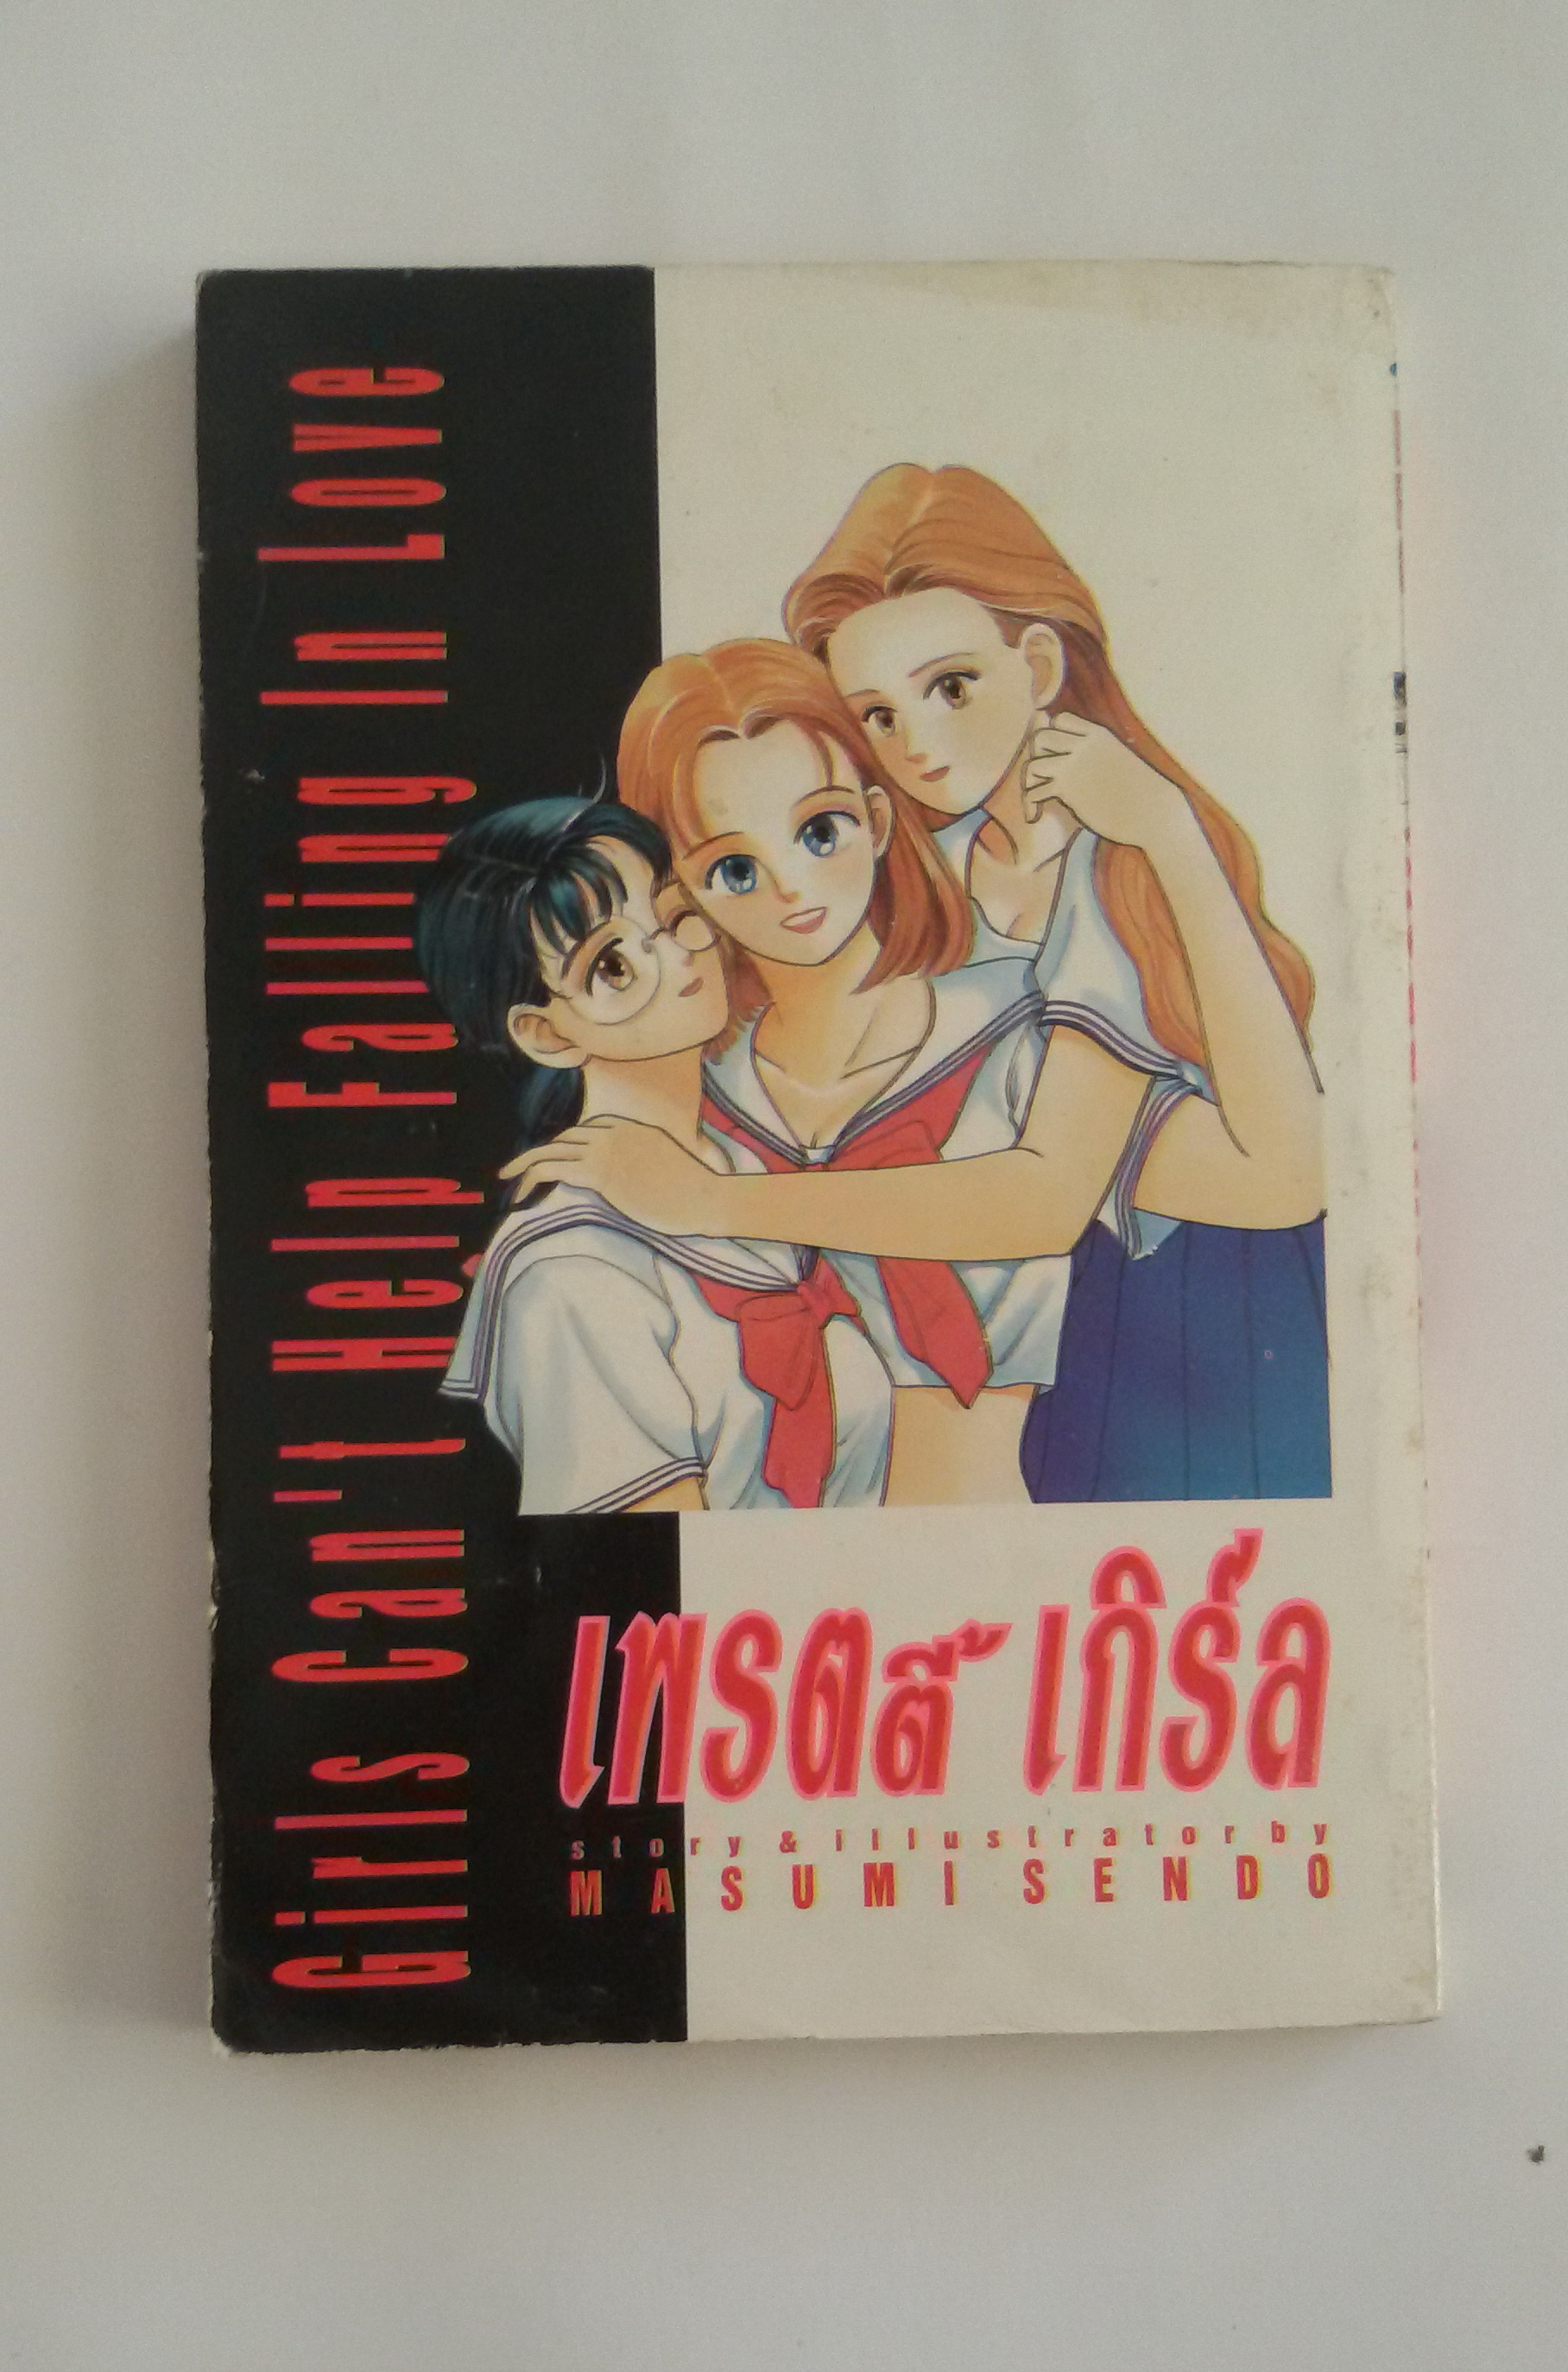 Girls Can't Help Falling In Love
เพรตตี้ เกิร์ล
story & illustrator by
MASUMI SENDO